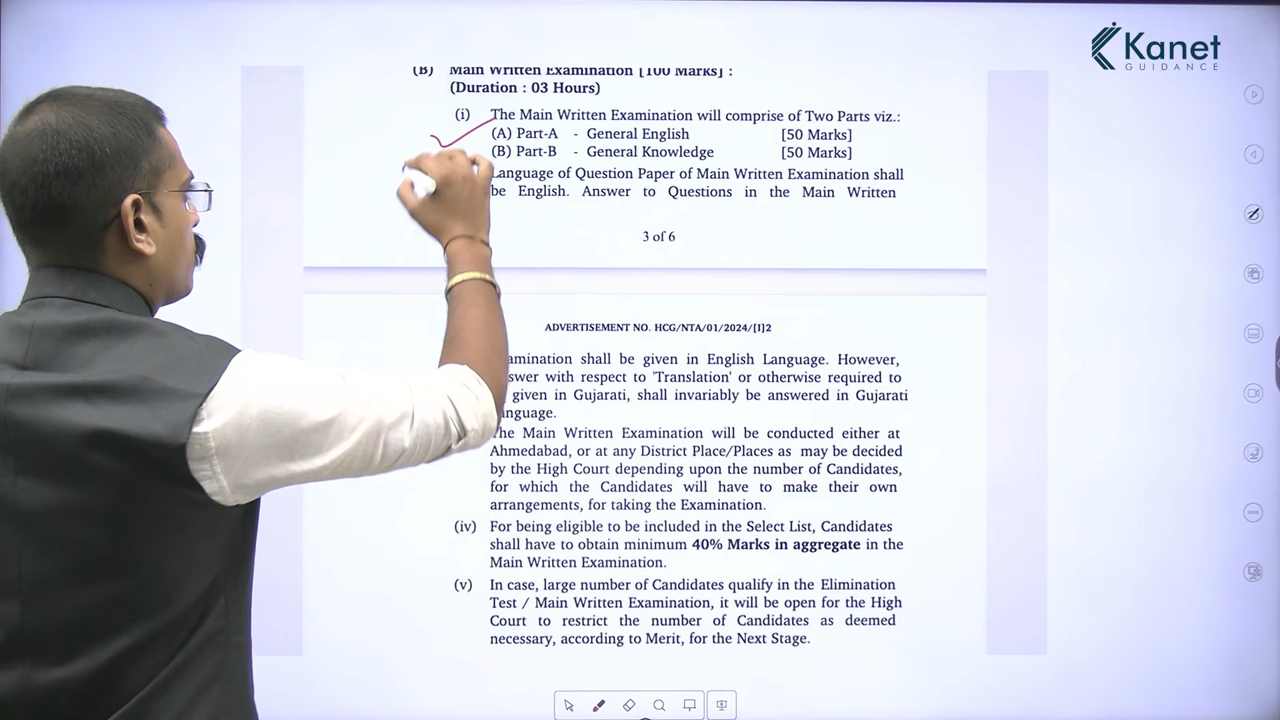 Kanet
GUIDANCE
(B) Main Written Examination [100 Marks] :
(Duration : 03 Hours)
(i) The Main Written Examination will comprise of Two Parts viz.:
(A) Part-A - General English [50 Marks]
(B) Part-B - General Knowledge [50 Marks]
Language of Question Paper of Main Written Examination shall
be English. Answer to Questions in the Main Written
3 of 6
ADVERTISEMENT NO. HCG/NTA/01/2024/[I]2
amination shall be given in English Language. However,
swer with respect to 'Translation' or otherwise required to
given in Gujarati, shall invariably be answered in Gujarati
nguage.
The Main Written Examination will be conducted either at
Ahmedabad, or at any District Place/Places as may be decided
by the High Court depending upon the number of Candidates,
for which the Candidates will have to make their own
arrangements, for taking the Examination.
(iv) For being eligible to be included in the Select List, Candidates
shall have to obtain minimum 40% Marks in aggregate in the
Main Written Examination.
(v) In case, large number of Candidates qualify in the Elimination
Test / Main Written Examination, it will be open for the High
Court to restrict the number of Candidates as deemed
necessary, according to Merit, for the Next Stage.